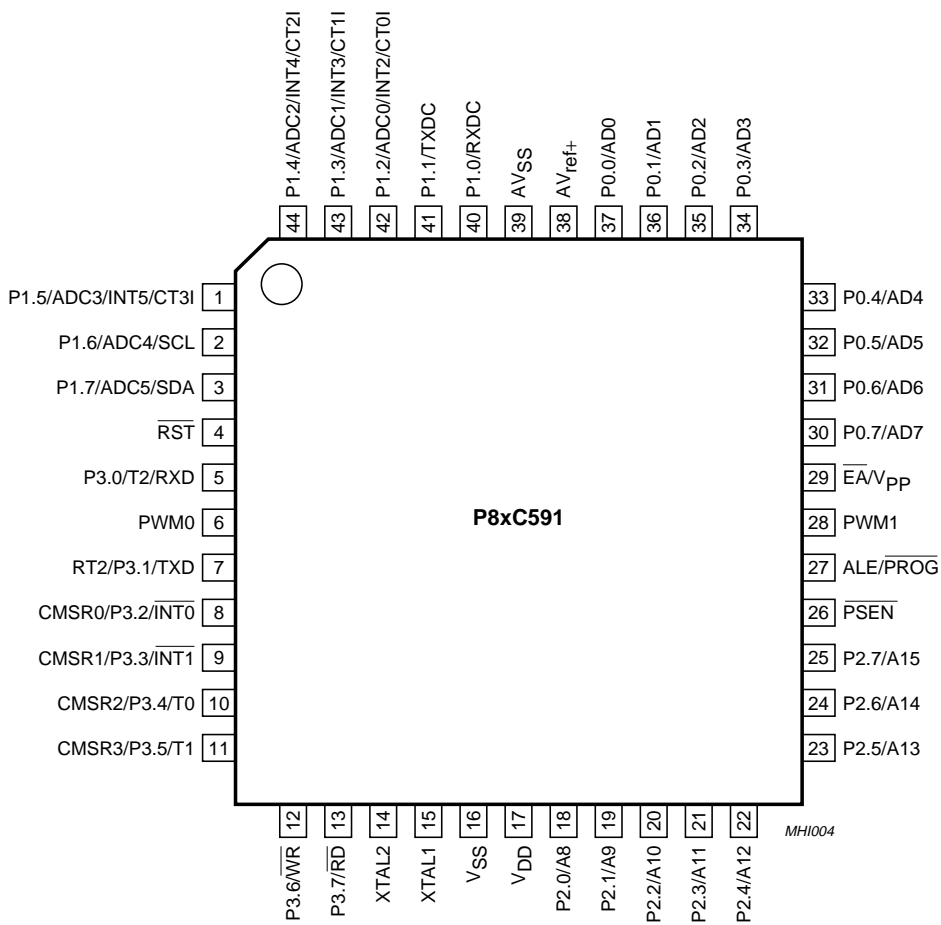 P1.4/ADC2/INT4/CT2I
P1.3/ADC1/INT3/CT1I
P1.2/ADC0/INT2/CT0I
P1.1/TXDC
P1.0/RXDC
AVSS
AVref+
P0.0/AD0
P0.1/AD1
P0.2/AD2
P0.3/AD3
44 43 42 41 40 39 38 37 36 35 34
P1.5/ADC3/INT5/CT3I 1
P1.6/ADC4/SCL 2
P1.7/ADC5/SDA 3
RST 4
P3.0/T2/RXD 5
PWM0 6
RT2/P3.1/TXD 7
CMSR0/P3.2/INT0 8
CMSR1/P3.3/INT1 9
CMSR2/P3.4/T0 10
CMSR3/P3.5/T1 11
P8xC591
33 P0.4/AD4
32 P0.5/AD5
31 P0.6/AD6
30 P0.7/AD7
29 EA/VPP
28 PWM1
27 ALE/PROG
26 PSEN
25 P2.7/A15
24 P2.6/A14
23 P2.5/A13
12 13 14 15 16 17 18 19 20 21 22
P3.6/WR
P3.7/RD
XTAL2
XTAL1
VSS
VDD
P2.0/A8
P2.1/A9
P2.2/A10
P2.3/A11
P2.4/A12
MHI004